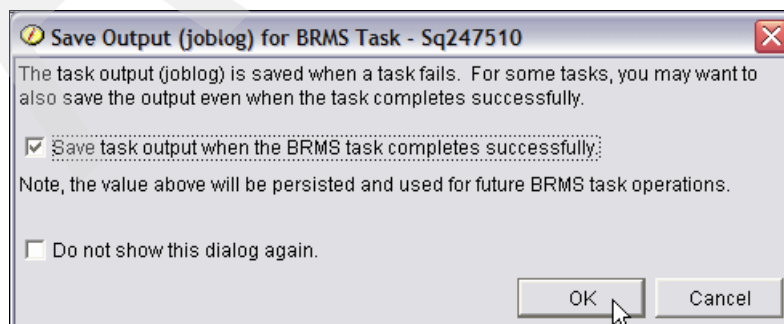 Save Output (joblog) for BRMS Task - Sq247510
The task output (joblog) is saved when a task fails. For some tasks, you may want to
also save the output even when the task completes successfully.
Save task output when the BRMS task completes successfully.
Note, the value above will be persisted and used for future BRMS task operations.
Do not show this dialog again.
OK
Cancel